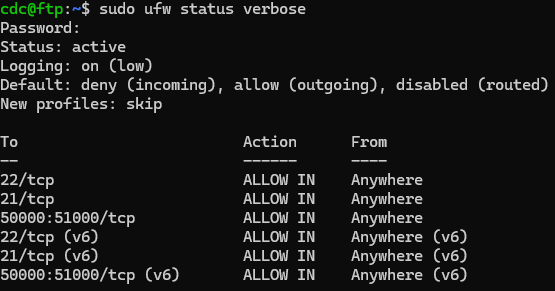 cdc@ftp:~$ sudo ufw status verbose
Password:
Status: active
Logging: on (low)
Default: deny (incoming), allow (outgoing), disabled (routed)
New profiles: skip

To                         Action      From
--                         ------      ----
22/tcp                     ALLOW IN    Anywhere
21/tcp                     ALLOW IN    Anywhere
50000:51000/tcp            ALLOW IN    Anywhere
22/tcp (v6)                ALLOW IN    Anywhere (v6)
21/tcp (v6)                ALLOW IN    Anywhere (v6)
50000:51000/tcp (v6)       ALLOW IN    Anywhere (v6)